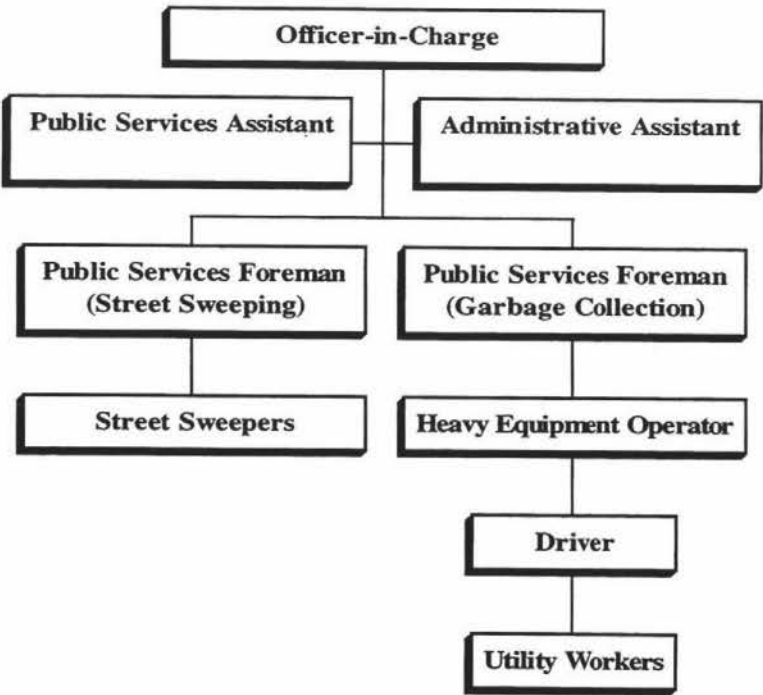 Officer-in-Charge
Public Services Assistant
Administrative Assistant
Public Services Foreman
(Street Sweeping)
Public Services Foreman
(Garbage Collection)
Street Sweepers
Heavy Equipment Operator
Driver
Utility Workers